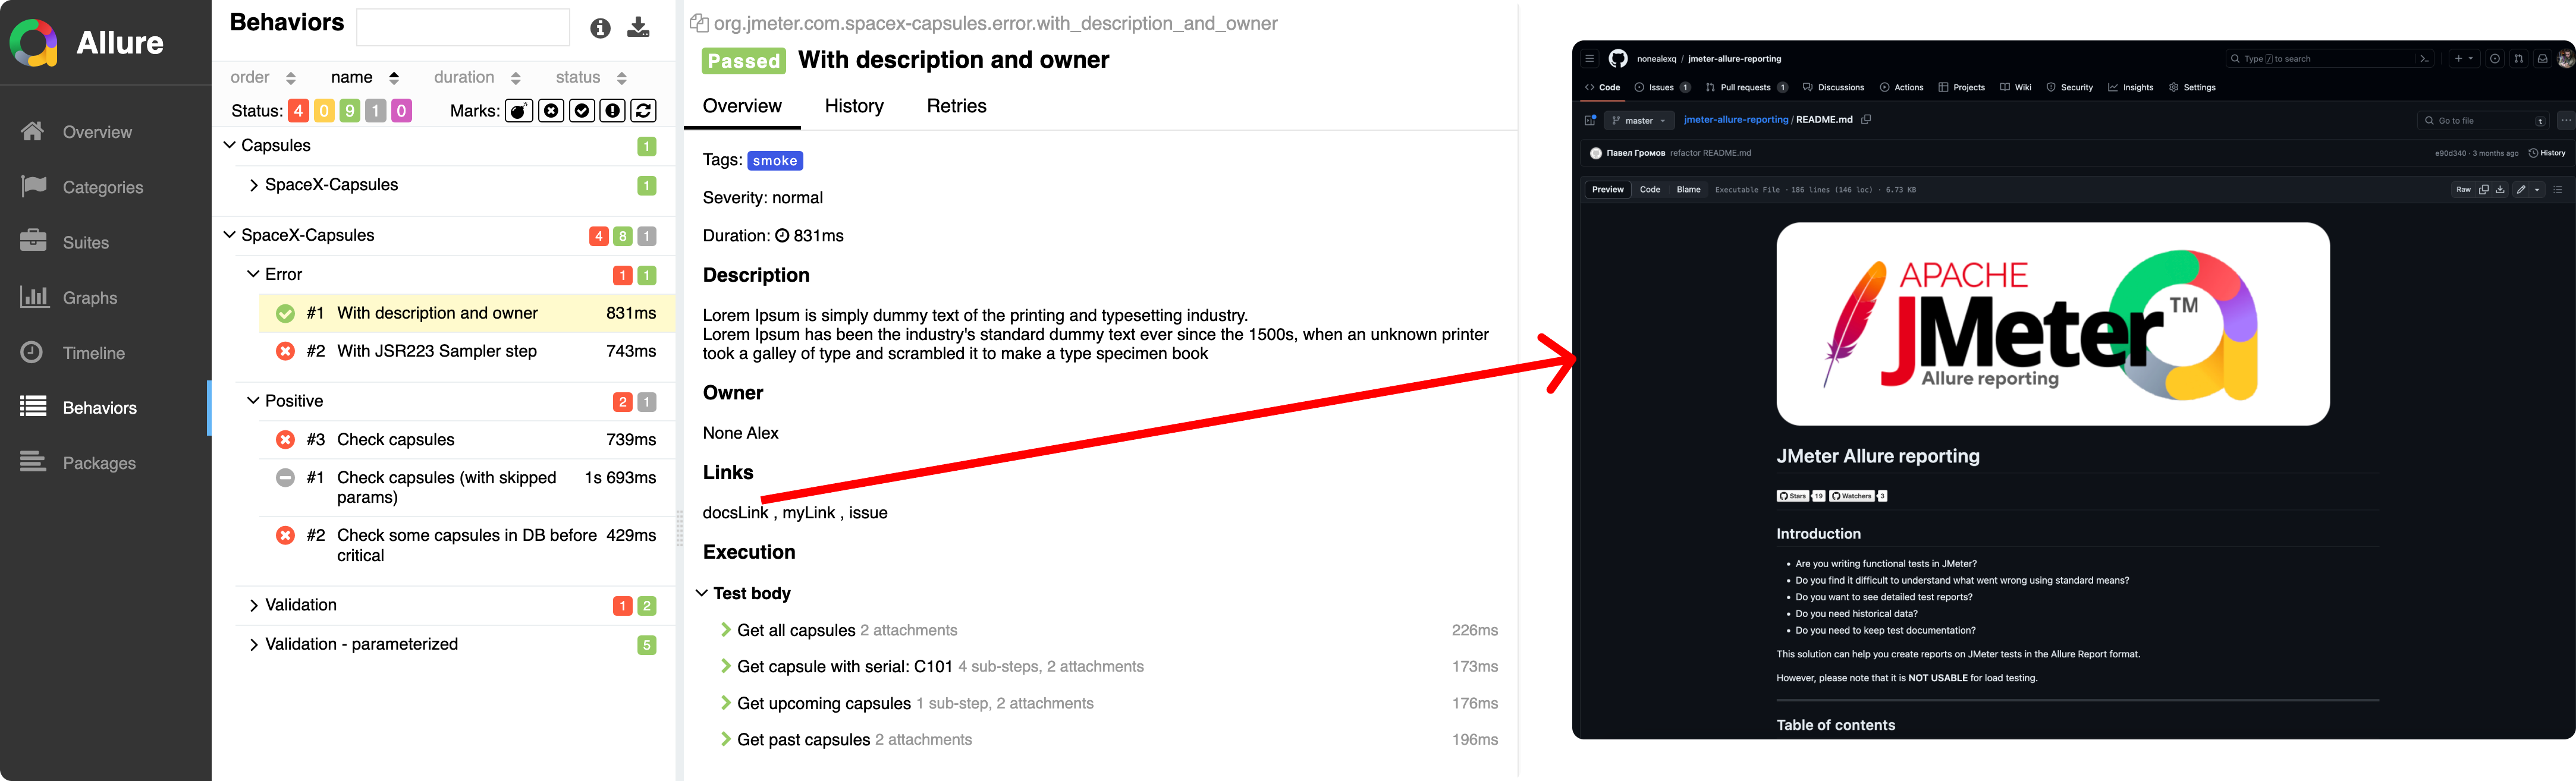 Allure
Overview
Categories
Suites
Graphs
Timeline
Behaviors
Packages
Behaviors
order name duration status
Status: 4 0 9 1 0 Marks:
Capsules 1
SpaceX-Capsules 1
SpaceX-Capsules 4 8 1
Error 1 1
#1 With description and owner 831ms
#2 With JSR223 Sampler step 743ms
Positive 2 1
#3 Check capsules 739ms
#1 Check capsules (with skipped 1s 693ms
params)
#2 Check some capsules in DB before 429ms
critical
Validation 1 2
Validation - parameterized 5
org.jmeter.com.spacex-capsules.error.with_description_and_owner
Passed With description and owner
Overview History Retries
Tags: smoke
Severity: normal
Duration: 831ms
Description
Lorem Ipsum is simply dummy text of the printing and typesetting industry.
Lorem Ipsum has been the industry's standard dummy text ever since the 1500s, when an unknown printer
took a galley of type and scrambled it to make a type specimen book
Owner
None Alex
Links
docsLink , myLink , issue
Execution
Test body
Get all capsules 2 attachments 226ms
Get capsule with serial: C101 4 sub-steps, 2 attachments 173ms
Get upcoming capsules 1 sub-step, 2 attachments 176ms
Get past capsules 2 attachments 196ms
nonealexq / jmeter-allure-reporting Type / to search
Code Issues 1 Pull requests 1 Discussions Actions Projects Wiki Security Insights Settings
master jmeter-allure-reporting / README.md Go to file t
Павел Громов refactor README.md e90d340 · 3 months ago History
Preview Code Blame Executable File · 186 lines (146 loc) · 6.73 KB Raw
APACHE
JMeter TM
Allure reporting
JMeter Allure reporting
Stars 19 Watchers 3
Introduction
• Are you writing functional tests in JMeter?
• Do you find it difficult to understand what went wrong using standard means?
• Do you want to see detailed test reports?
• Do you need historical data?
• Do you need to keep test documentation?
This solution can help you create reports on JMeter tests in the Allure Report format.
However, please note that it is NOT USABLE for load testing.
Table of contents